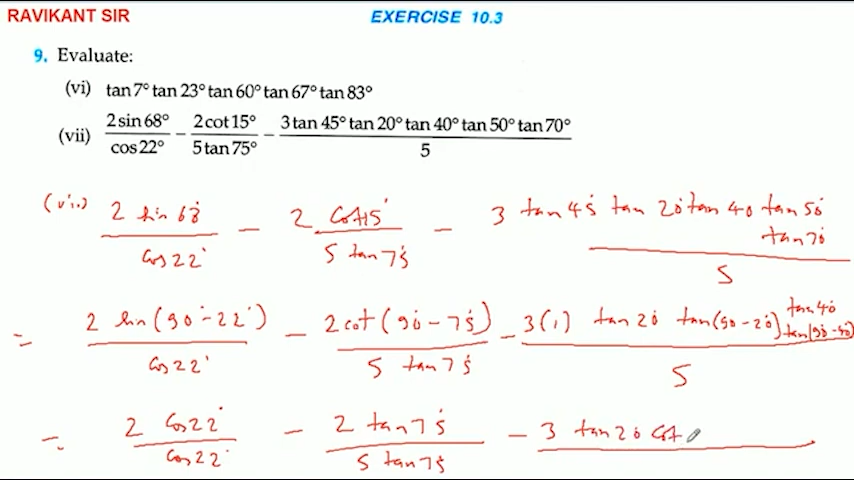 RAVIKANT SIR
EXERCISE 10.3
9. Evaluate:
(vi) tan 7° tan 23° tan 60° tan 67° tan 83°
(vii) 2 sin 68° / cos 22° − 2 cot 15° / 5 tan 75° − 3 tan 45° tan 20° tan 40° tan 50° tan 70° / 5
(vii) 2 sin 68° / cos 22° − 2 cot 15° / 5 tan 75° − 3 tan 45° tan 20° tan 40 tan 50° tan 70° / 5
= 2 sin(90° − 22°) / cos 22° − 2 cot(90° − 75°) / 5 tan 75° − 3(1) tan 20° tan(90 − 20°) tan 40° / 5
= 2 cos 22° / cos 22° − 2 tan 75° / 5 tan 75° − 3 tan 20° cot